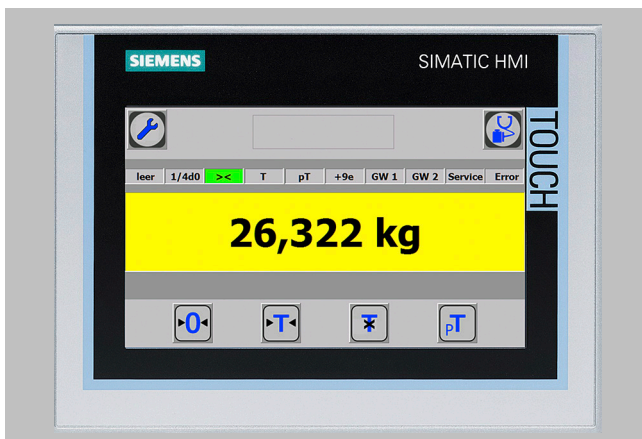 SIEMENS
SIMATIC HMI
TOUCH
leer 1/4d0 >< T pT +9e GW 1 GW 2 Service Error
26,322 kg
>0< >T< T pT